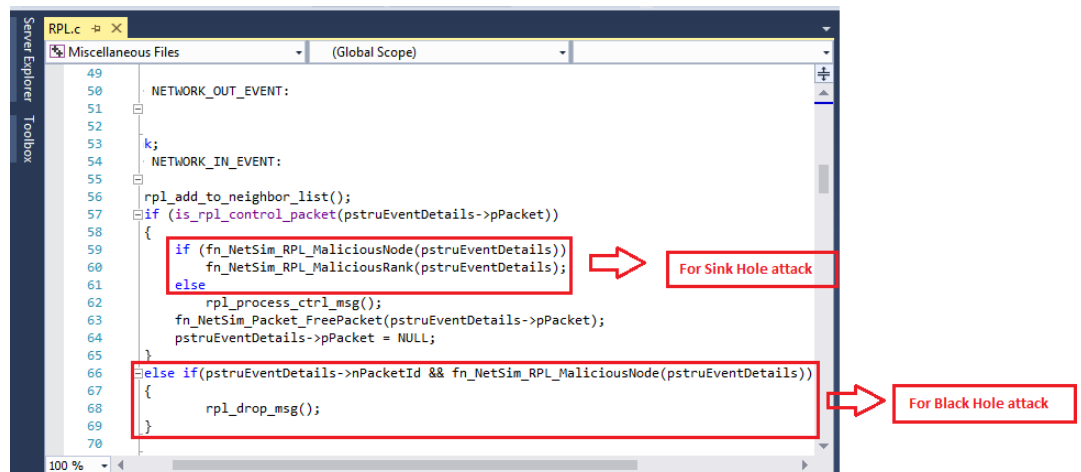 Server Explorer
Toolbox
RPL.c
Miscellaneous Files
(Global Scope)
49
50 NETWORK_OUT_EVENT:
51
52
53 k;
54 NETWORK_IN_EVENT:
55
56 rpl_add_to_neighbor_list();
57 if (is_rpl_control_packet(pstruEventDetails->pPacket))
58 {
59 if (fn_NetSim_RPL_MaliciousNode(pstruEventDetails))
60 fn_NetSim_RPL_MaliciousRank(pstruEventDetails);
For Sink Hole attack
61 else
62 rpl_process_ctrl_msg();
63 fn_NetSim_Packet_FreePacket(pstruEventDetails->pPacket);
64 pstruEventDetails->pPacket = NULL;
65 }
66 else if(pstruEventDetails->nPacketId && fn_NetSim_RPL_MaliciousNode(pstruEventDetails))
67 {
68 rpl_drop_msg();
For Black Hole attack
69 }
70
100 %